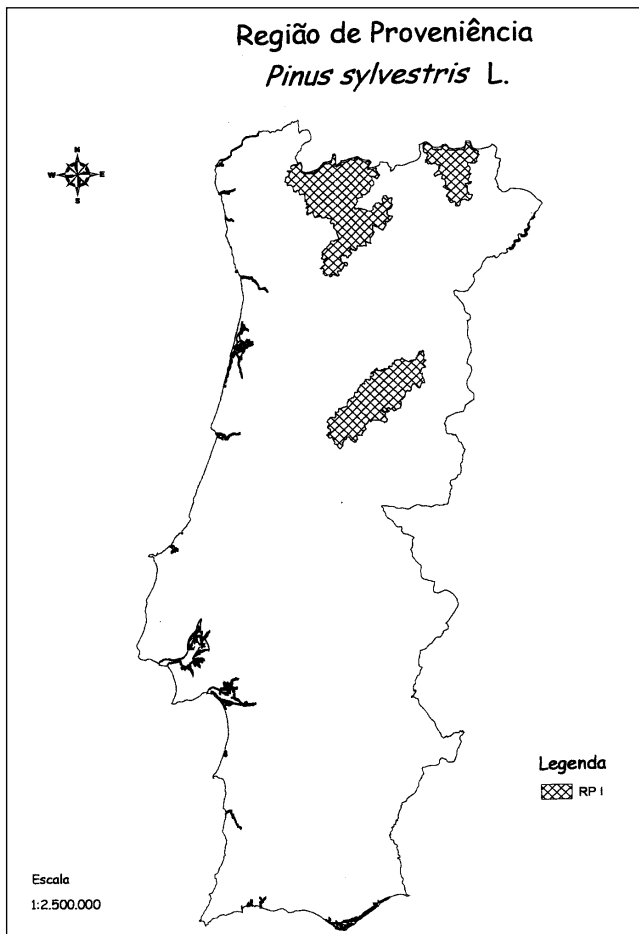 Região de Proveniência
Pinus sylvestris L.
N
W E
S
Legenda
RP I
Escala
1:2.500.000